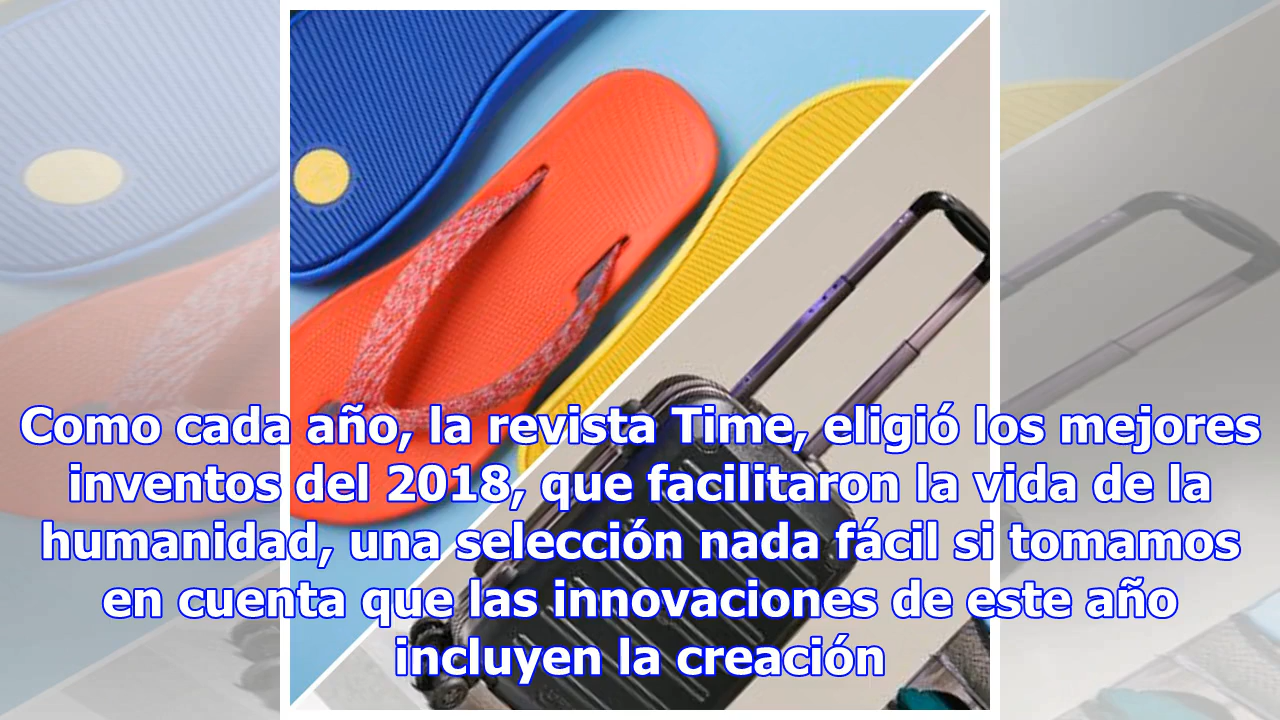 Como cada año, la revista Time, eligió los mejores
inventos del 2018, que facilitaron la vida de la
humanidad, una selección nada fácil si tomamos
en cuenta que las innovaciones de este año
incluyen la creación